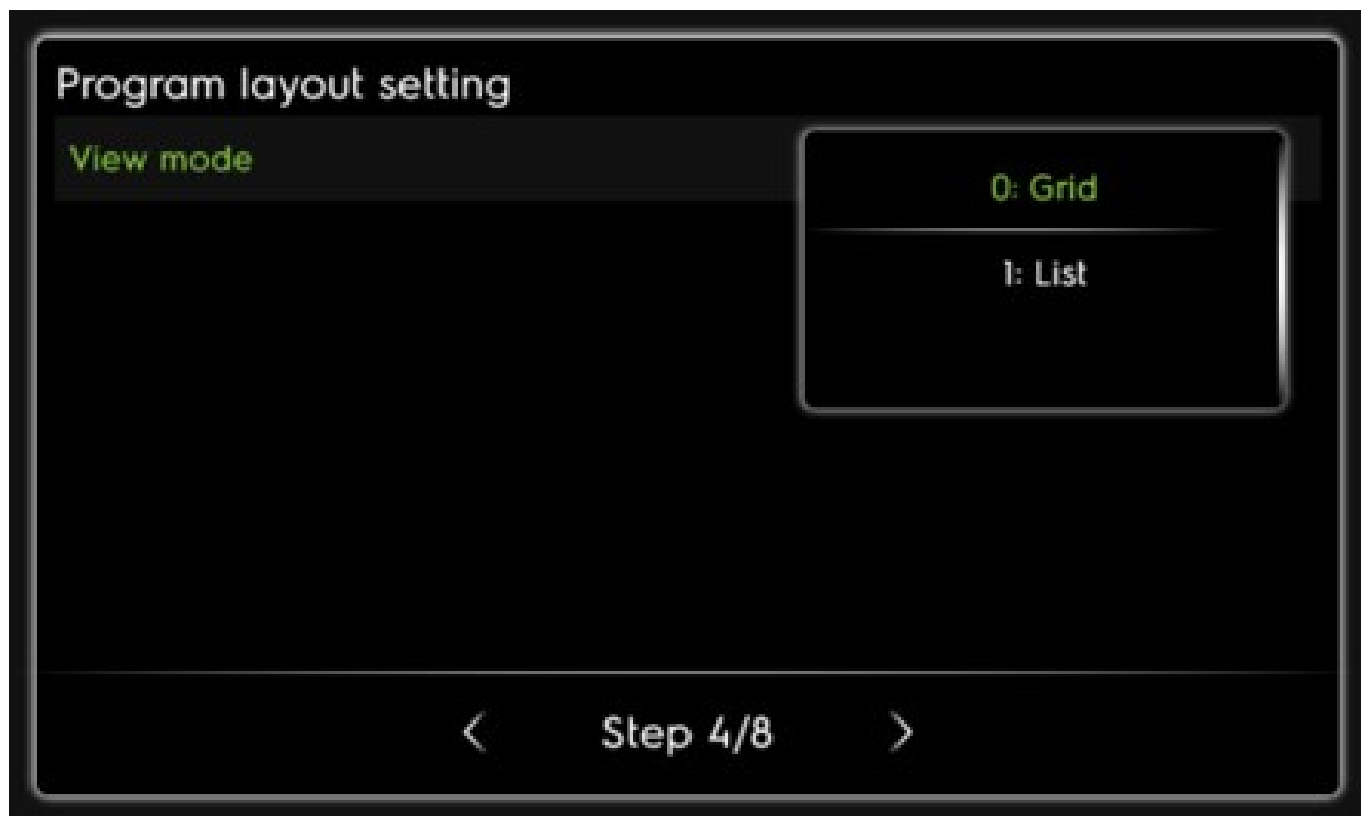 Program layout setting
View mode
0: Grid
1: List
< Step 4/8 >